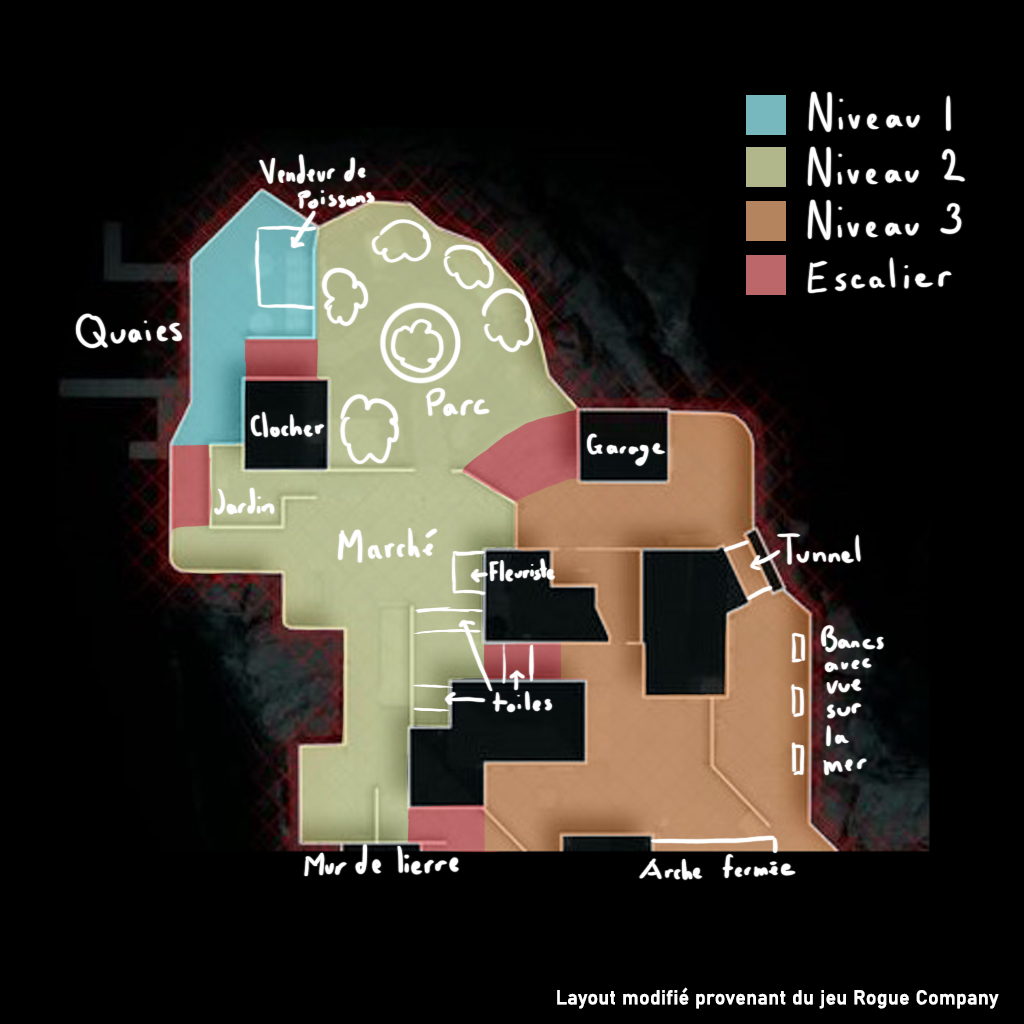 Niveau 1
Niveau 2
Niveau 3
Escalier
Vendeur de
Poissons
Quaies
Parc
Clocher
Garage
Jardin
Marché
Tunnel
Fleuriste
Bancs
avec
vue
sur
la
mer
toiles
Mur de lierre
Arche fermée
Layout modifié provenant du jeu Rogue Company